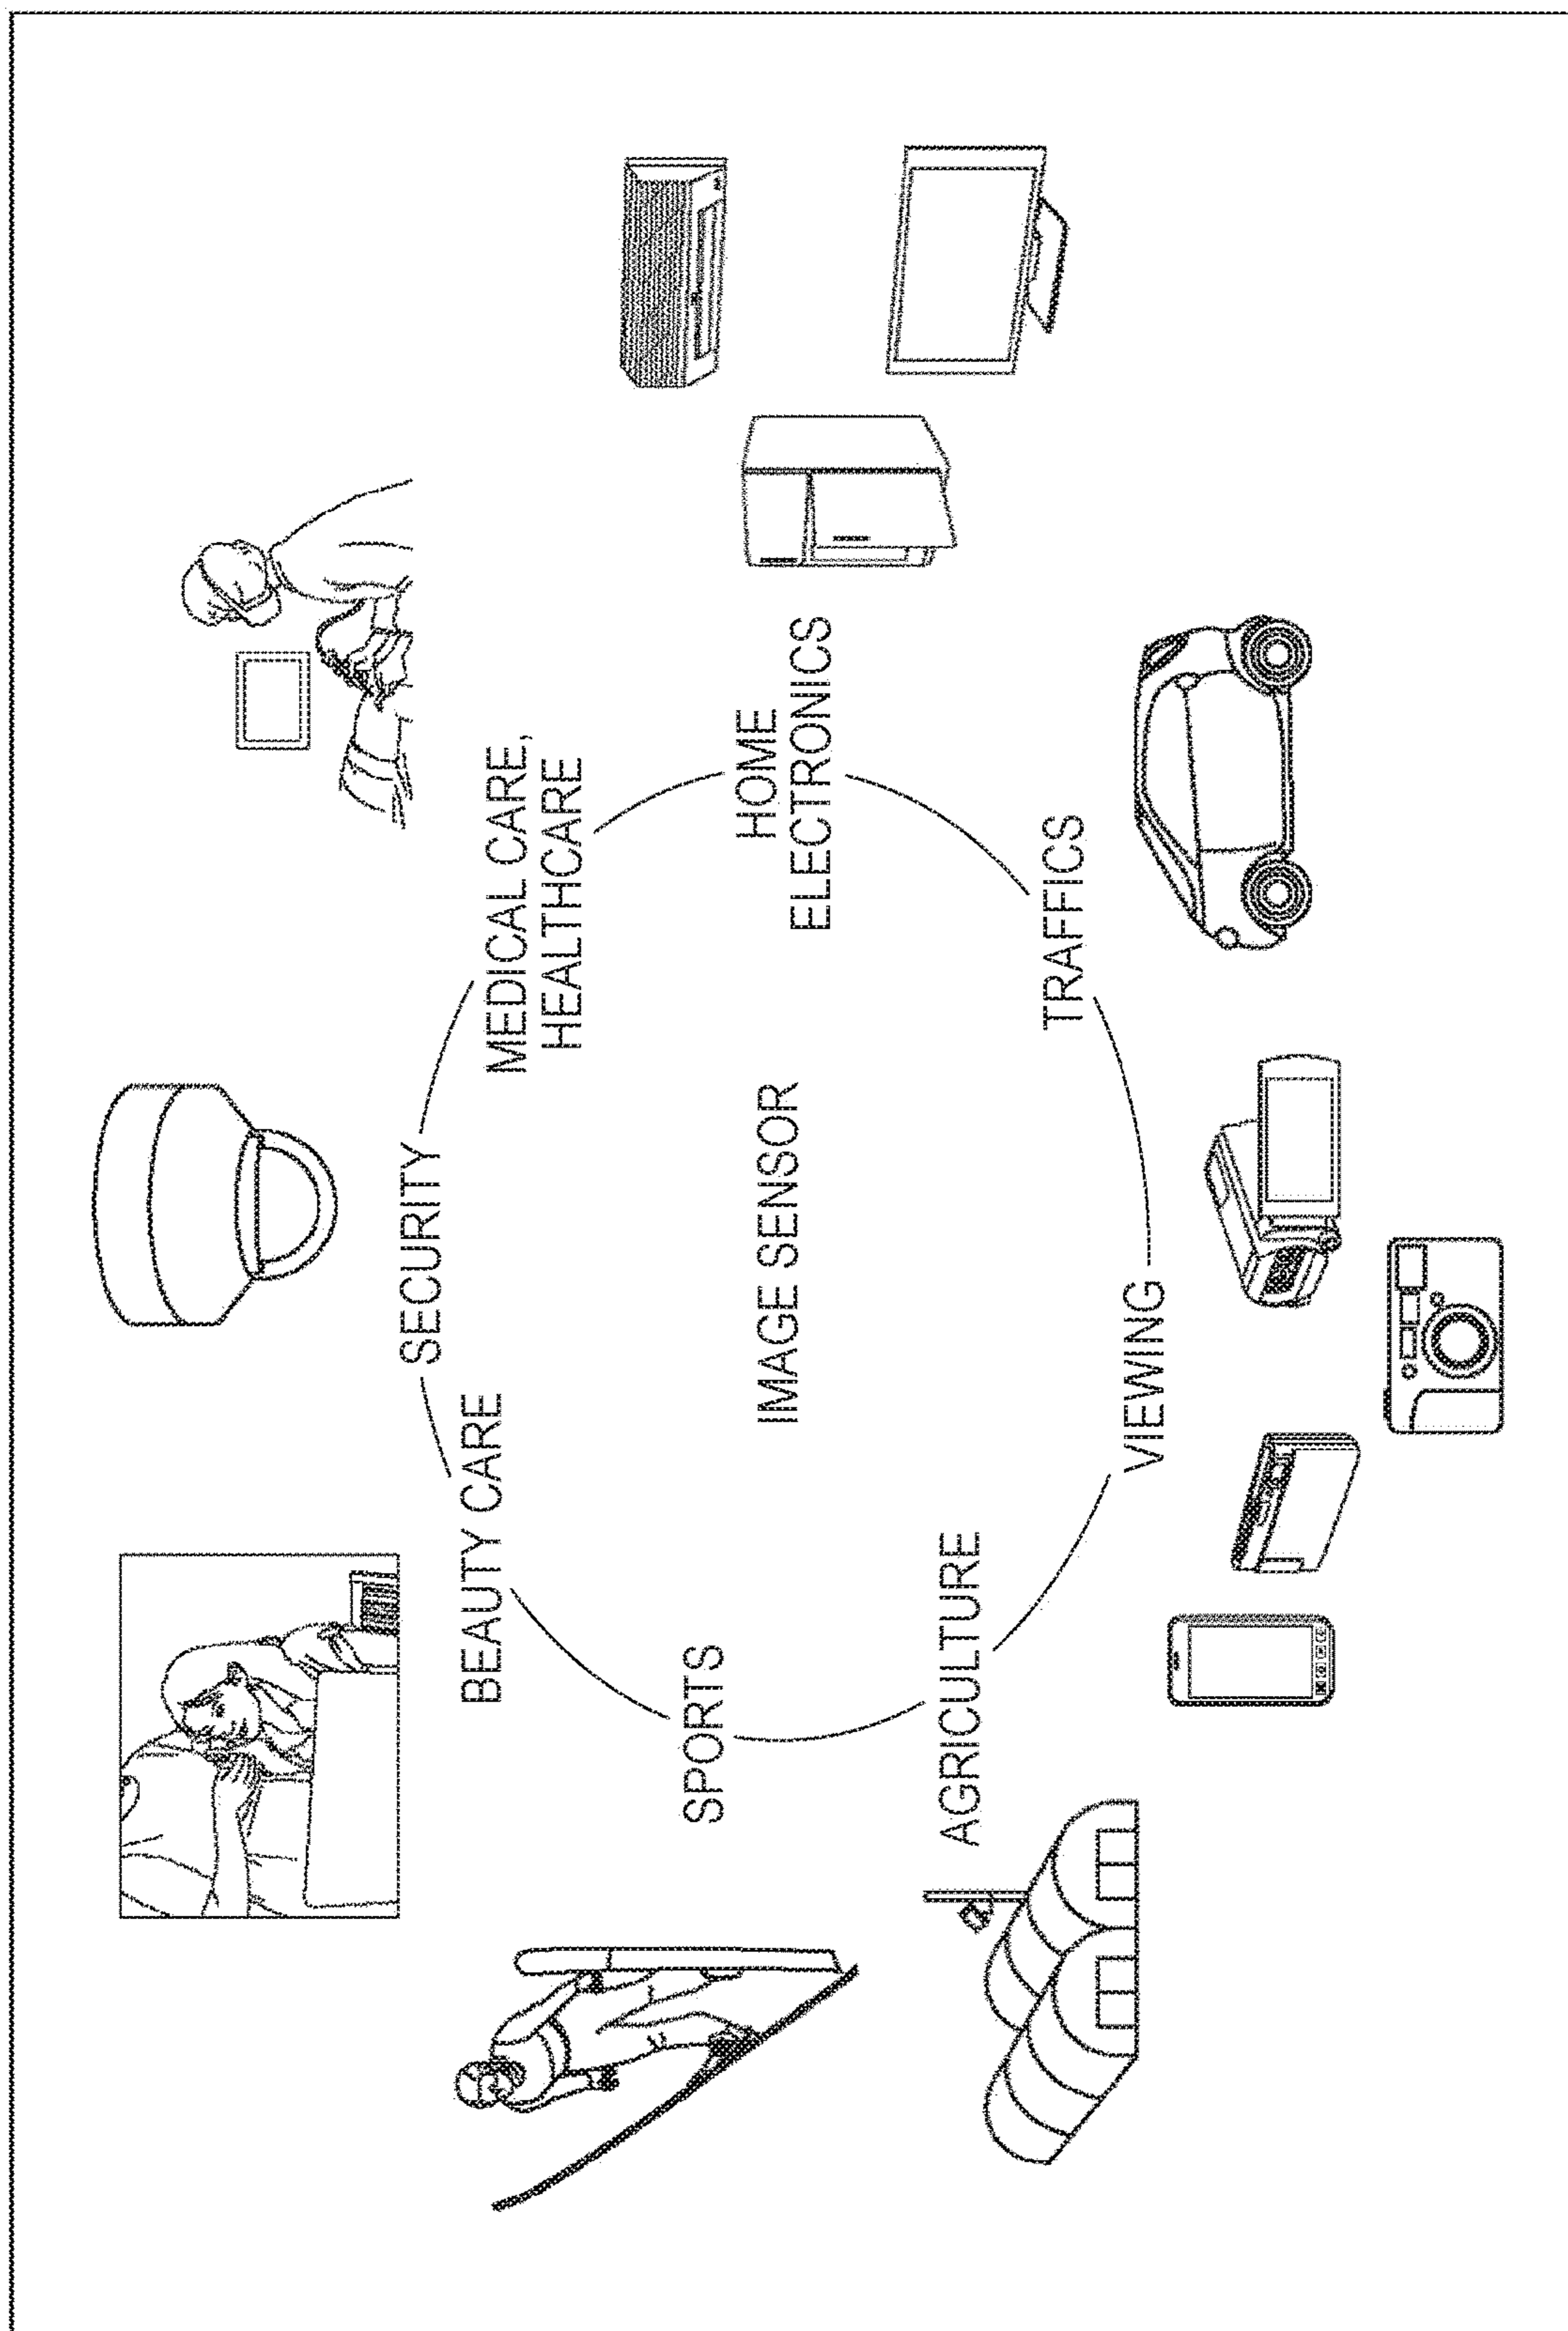 SECURITY
BEAUTY CARE
MEDICAL CARE,
HEALTHCARE
SPORTS
IMAGE SENSOR
HOME
ELECTRONICS
AGRICULTURE
TRAFFICS
VIEWING